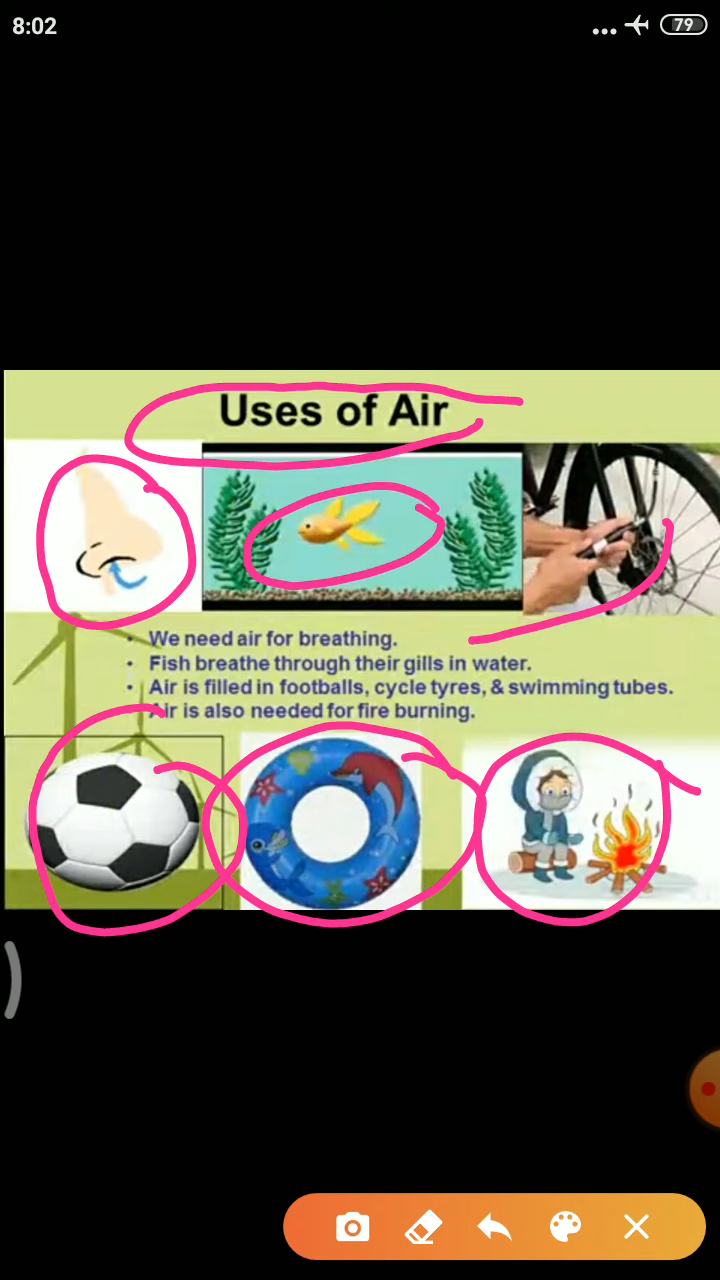 8:02
79
Uses of Air
• We need air for breathing.
• Fish breathe through their gills in water.
• Air is filled in footballs, cycle tyres, & swimming tubes.
Air is also needed for fire burning.